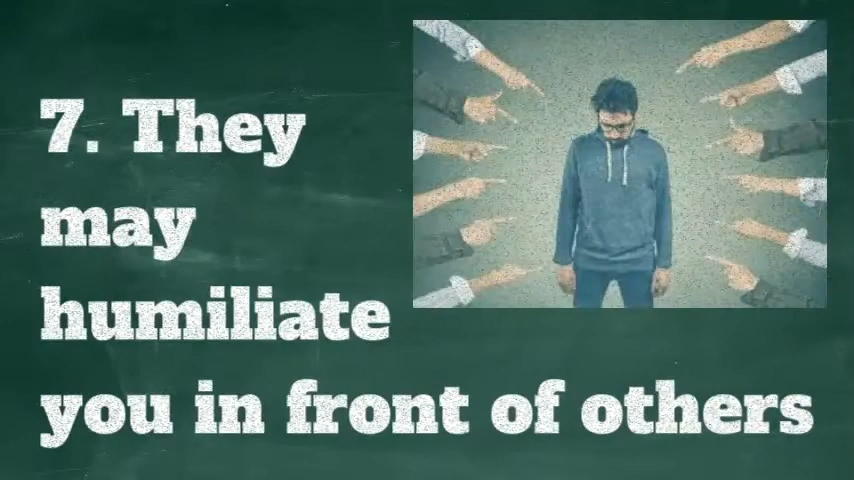 7. They
may
humiliate
you in front of others